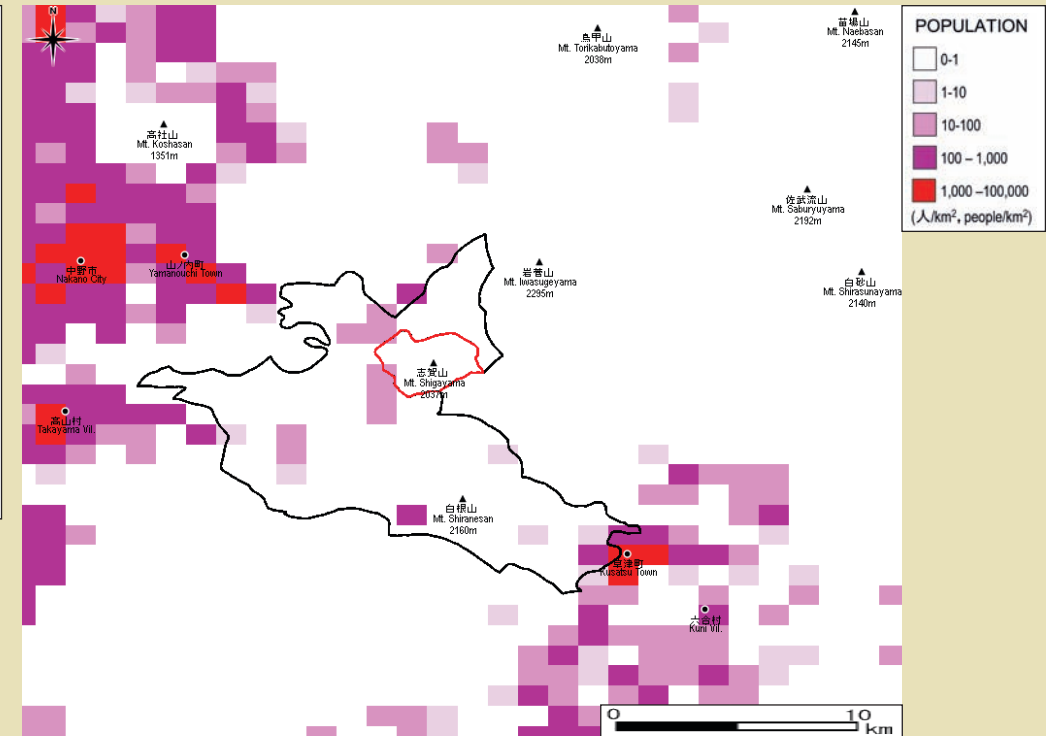 N
鳥甲山
Mt. Torikabutoyama
2038m
苗場山
Mt. Naebasan
2145m
高社山
Mt. Koshasan
1351m
佐武流山
Mt. Saburyuyama
2192m
中野市
Nakano City
山ノ内町
Yamanouchi Town
岩菅山
Mt. Iwasugeyama
2295m
白砂山
Mt. Shirasunayama
2140m
志賀山
Mt. Shigayama
2037m
高山村
Takayama Vil.
白根山
Mt. Shiranesan
2160m
草津町
Kusatsu Town
六合村
Kuni Vil.
0 10
km
POPULATION
0-1
1-10
10-100
100 – 1,000
1,000 –100,000
(人/km², people/km²)